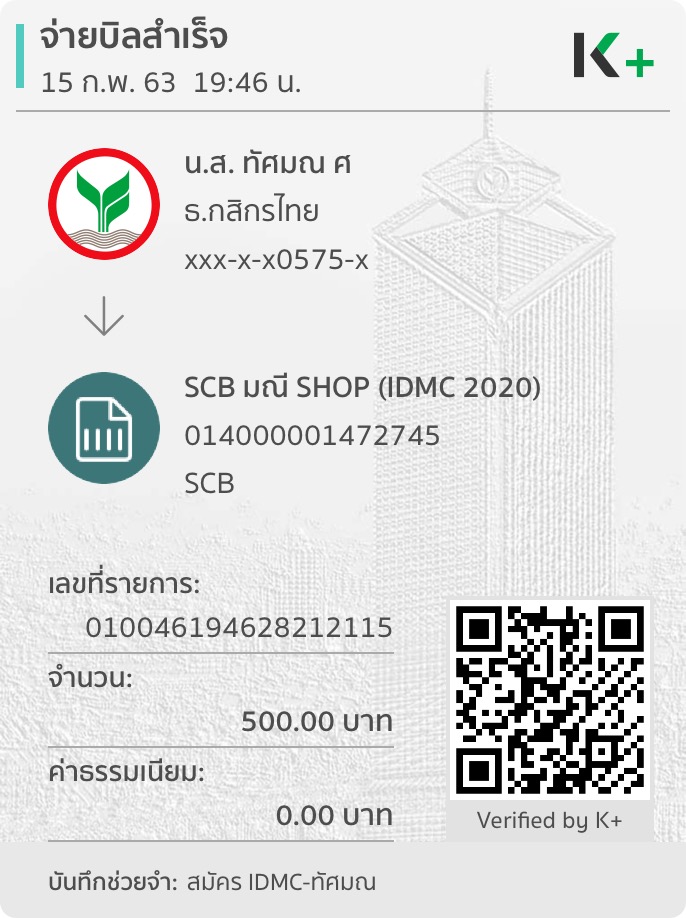 จ่ายบิลสำเร็จ
15 ก.พ. 63 19:46 น.
K+
น.ส. ทัศมณ ศ
ธ.กสิกรไทย
xxx-x-x0575-x
SCB มณี SHOP (IDMC 2020)
014000001472745
SCB
เลขที่รายการ:
010046194628212115
จำนวน:
500.00 บาท
ค่าธรรมเนียม:
0.00 บาท
Verified by K+
บันทึกช่วยจำ: สมัคร IDMC-ทัศมณ